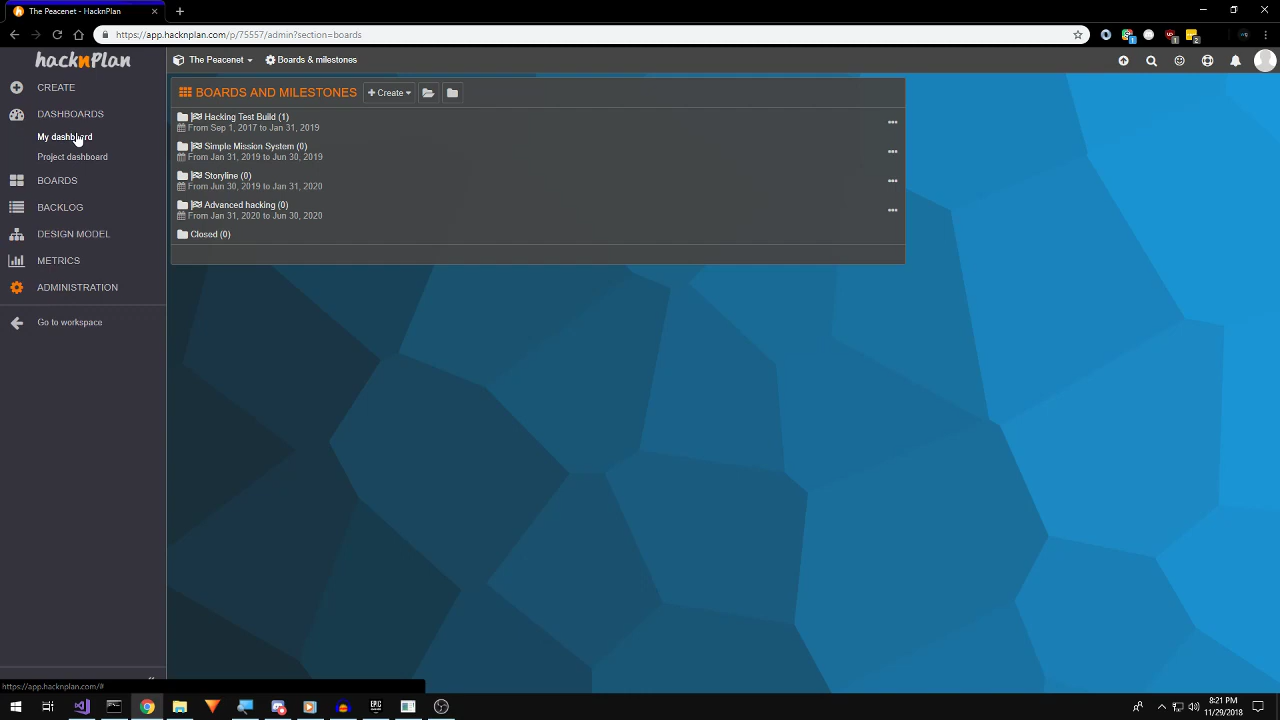 The Peacenet
https://app.hacknplan.com/p/75557/admin?section=boards
hacknplan
The Peacenet
Boards & milestones
CREATE
DASHBOARDS
My dashboard
Project dashboard
BOARDS
BACKLOG
DESIGN MODEL
METRICS
ADMINISTRATION
Go to workspace
BOARDS AND MILESTONES
+ Create
Hacking Test Build (1)
From Sep 1, 2017 to Jan 31, 2019
Simple Mission System (0)
From Jan 31, 2019 to Jun 30, 2019
Storyline (0)
From Jun 30, 2019 to Jan 31, 2020
Advanced hacking (0)
From Jan 31, 2020 to Jun 30, 2020
Closed (0)
https://app.hacknplan.com/#
8:21 PM
11/29/2018